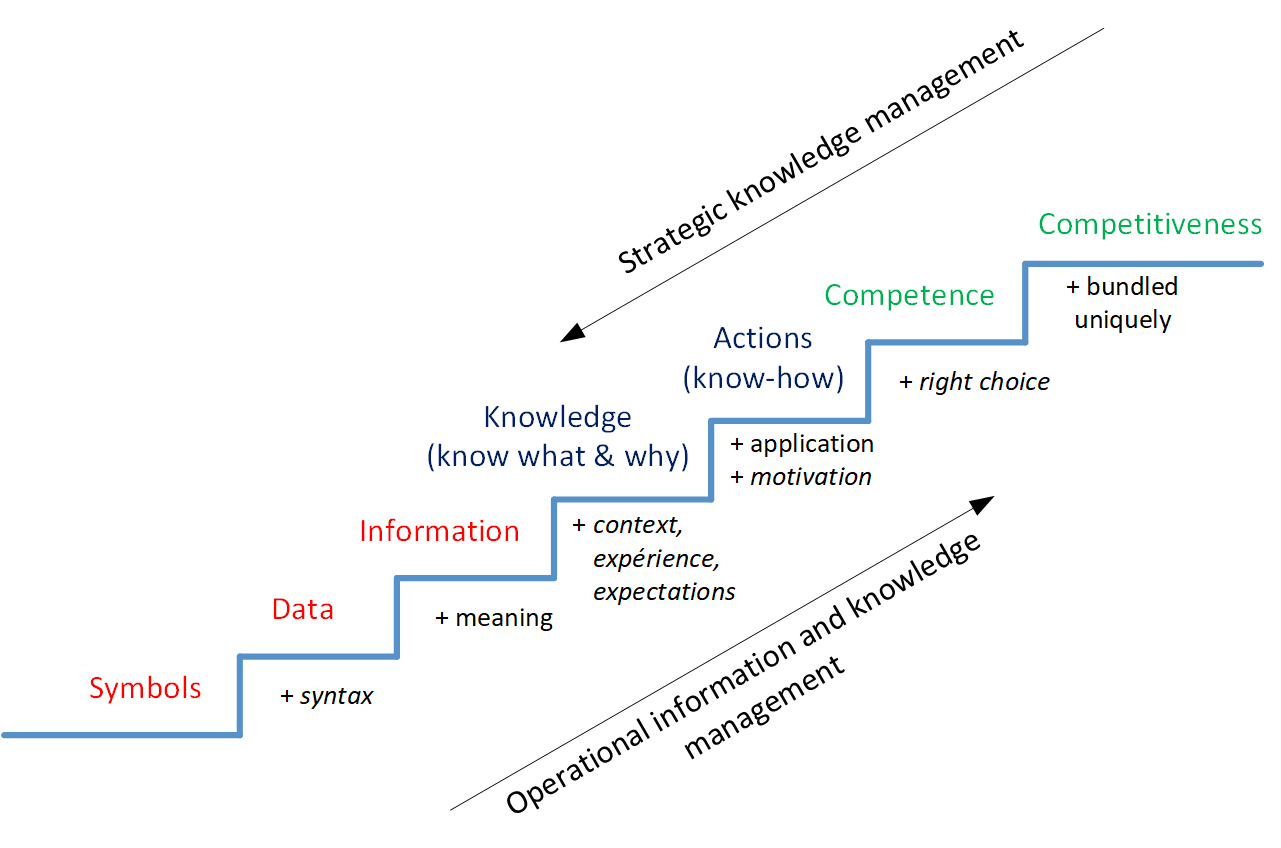 Strategic knowledge management
Competitiveness
+ bundled
uniquely
Competence
+ right choice
Actions
(know-how)
+ application
+ motivation
Knowledge
(know what & why)
+ context,
expérience,
expectations
Information
+ meaning
Data
+ syntax
Symbols
Operational information and knowledge
management